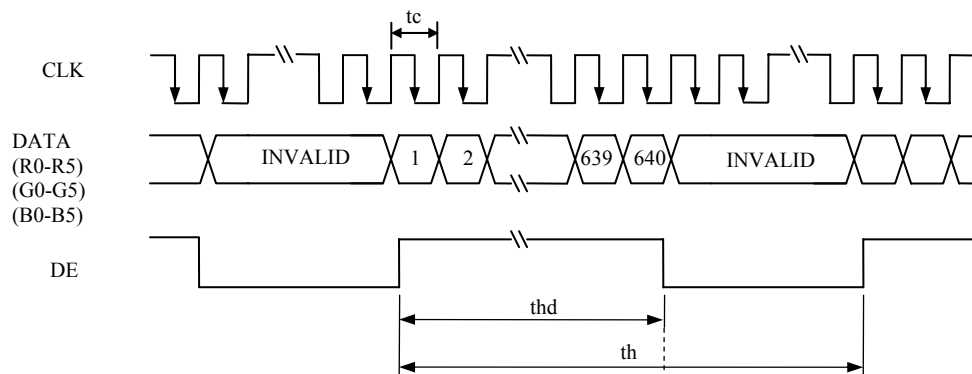 tc
CLK
DATA
(R0-R5)
(G0-G5)
(B0-B5)
INVALID 1 2 639 640 INVALID
DE
thd
th